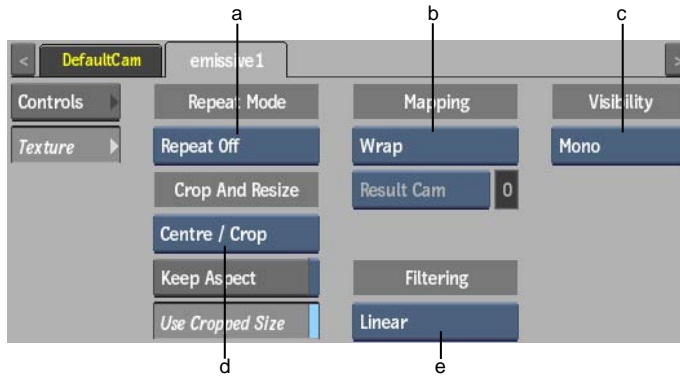 a b c
< DefaultCam emissive1 >
Controls Repeat Mode Mapping Visibility
Texture Repeat Off Wrap Mono
Crop And Resize Result Cam 0
Centre / Crop
Keep Aspect Filtering
Use Cropped Size Linear
d e